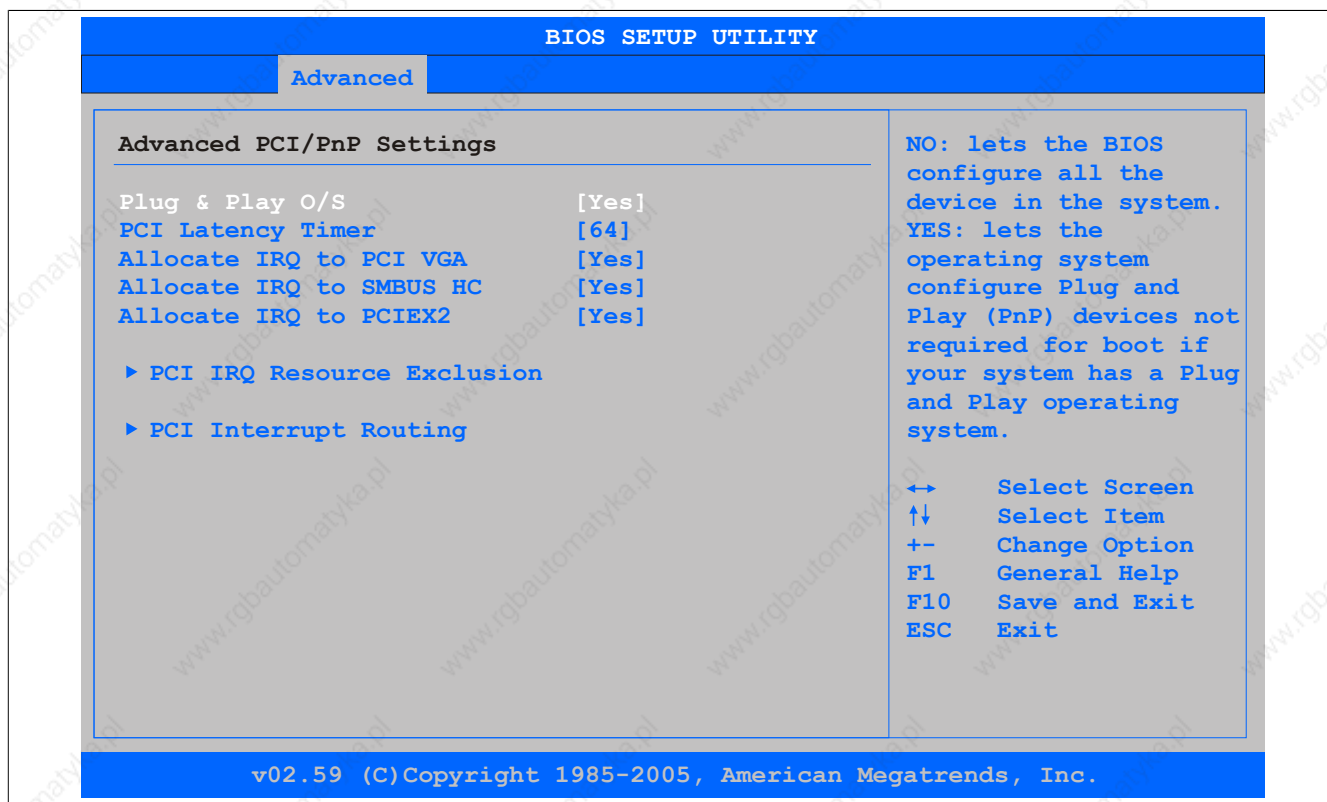 BIOS SETUP UTILITY
Advanced
Advanced PCI/PnP Settings
Plug & Play O/S [Yes]
PCI Latency Timer [64]
Allocate IRQ to PCI VGA [Yes]
Allocate IRQ to SMBUS HC [Yes]
Allocate IRQ to PCIEX2 [Yes]
PCI IRQ Resource Exclusion
PCI Interrupt Routing
NO: lets the BIOS
configure all the
device in the system.
YES: lets the
operating system
configure Plug and
Play (PnP) devices not
required for boot if
your system has a Plug
and Play operating
system.
↔ Select Screen
↑↓ Select Item
+- Change Option
F1 General Help
F10 Save and Exit
ESC Exit
v02.59 (C)Copyright 1985-2005, American Megatrends, Inc.
www.rgbautomatyka.pl